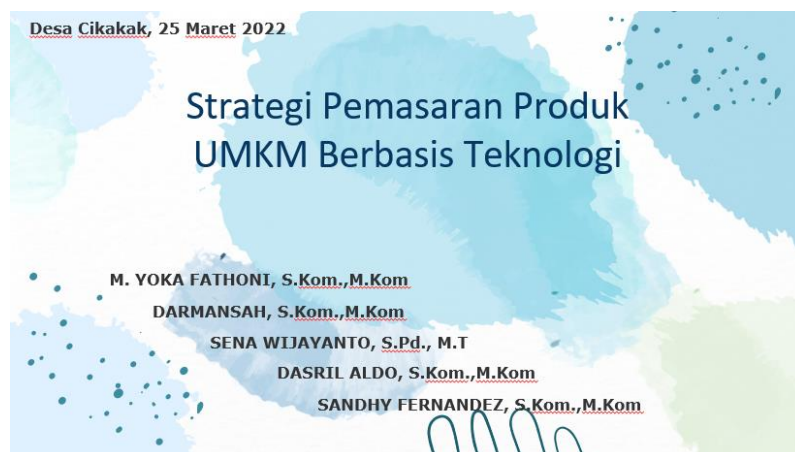 Desa Cikakak, 25 Maret 2022
Strategi Pemasaran Produk
UMKM Berbasis Teknologi
M. YOKA FATHONI, S.Kom.,M.Kom
DARMANSAH, S.Kom.,M.Kom
SENA WIJAYANTO, S.Pd., M.T
DASRIL ALDO, S.Kom.,M.Kom
SANDHY FERNANDEZ, S.Kom.,M.Kom